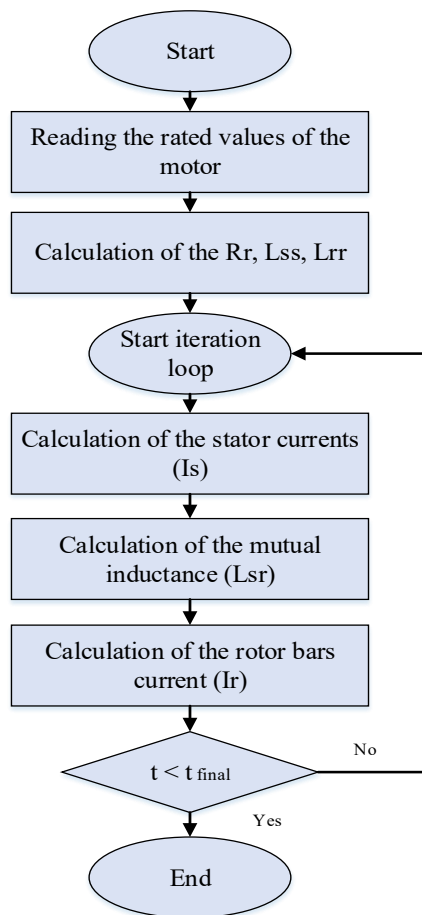 Start
Reading the rated values of the
motor
Calculation of the Rr, Lss, Lrr
Start iteration
loop
Calculation of the stator currents
(Is)
Calculation of the mutual
inductance (Lsr)
Calculation of the rotor bars
current (Ir)
t < t final
No
Yes
End